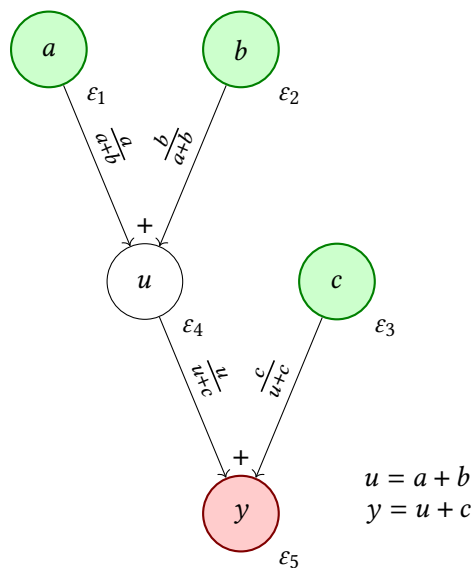 a
b
ε₁
ε₂
a/(a+b)
b/(a+b)
+
u
c
ε₄
ε₃
u/(u+c)
c/(u+c)
+
u = a + b
y
y = u + c
ε₅